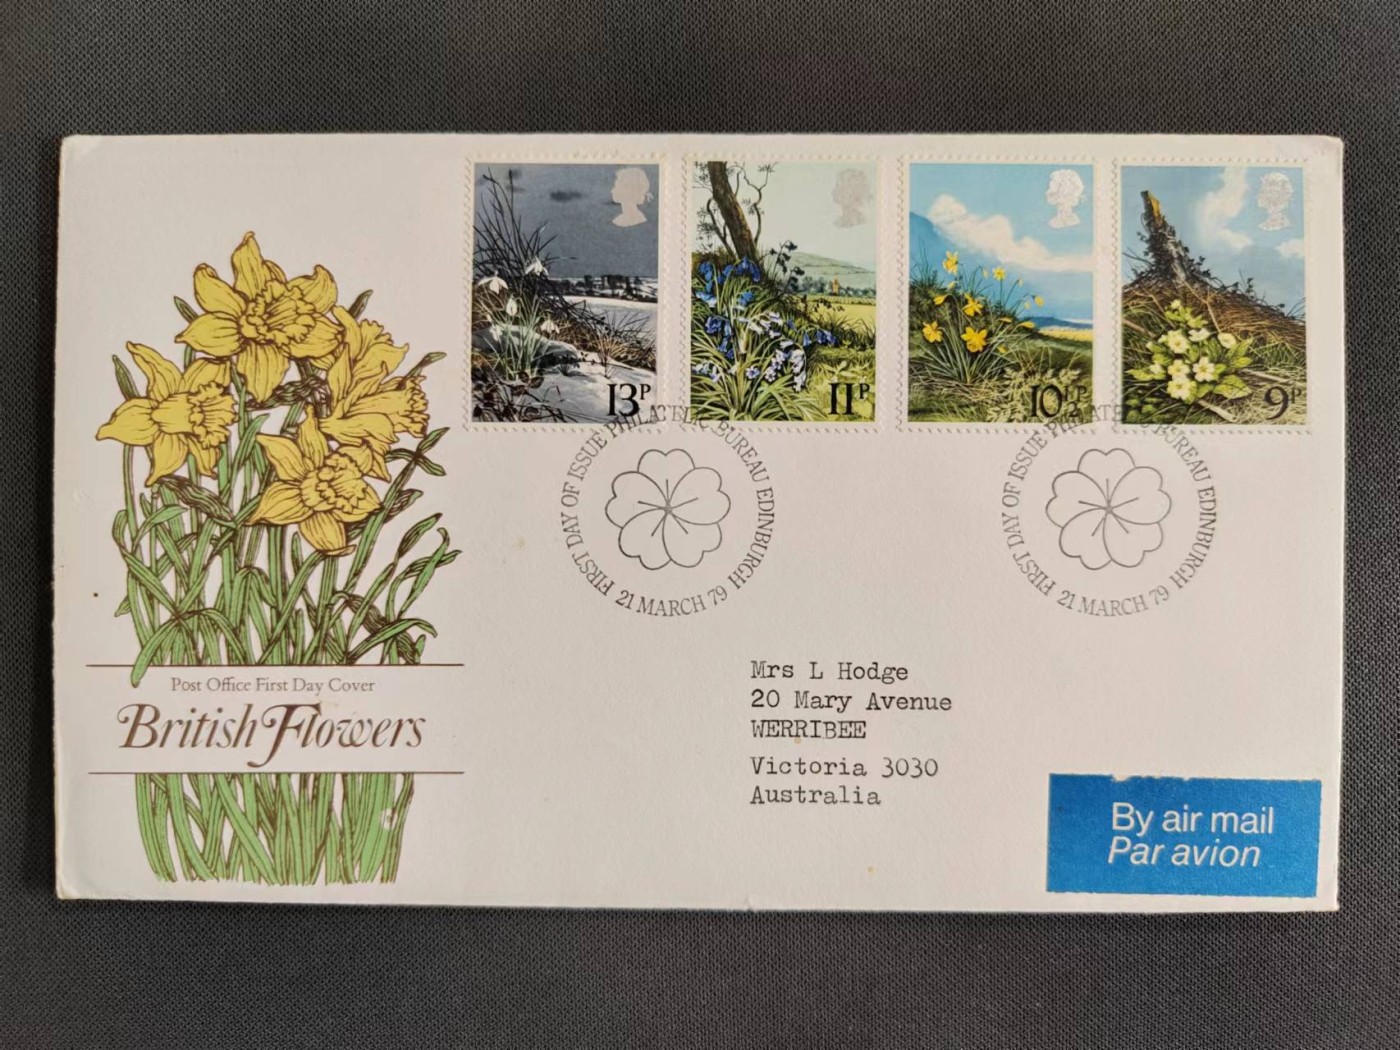 13P
11P
10½P
9P
FIRST DAY OF ISSUE PHILATELIC BUREAU EDINBURGH
21 MARCH 79
FIRST DAY OF ISSUE PHILATELIC BUREAU EDINBURGH
21 MARCH 79
Post Office First Day Cover
British Flowers
Mrs L Hodge
20 Mary Avenue
WERRIBEE
Victoria 3030
Australia
By air mail
Par avion